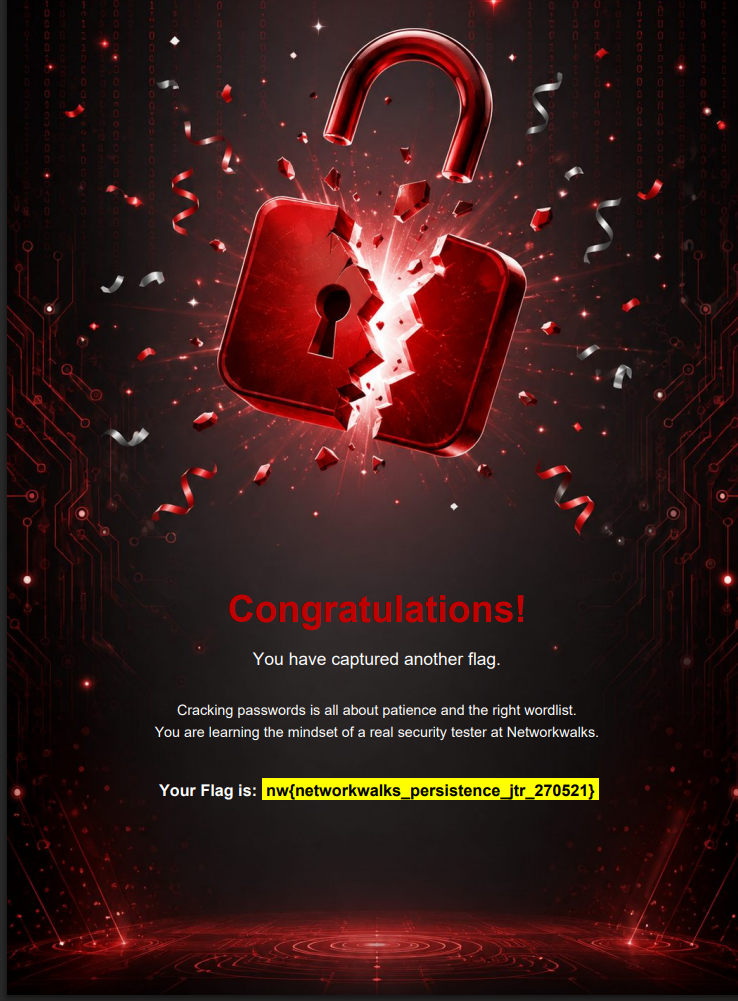 Congratulations!
You have captured another flag.
Cracking passwords is all about patience and the right wordlist.
You are learning the mindset of a real security tester at Networkwalks.
Your Flag is: nw{networkwalks_persistence_jtr_270521}